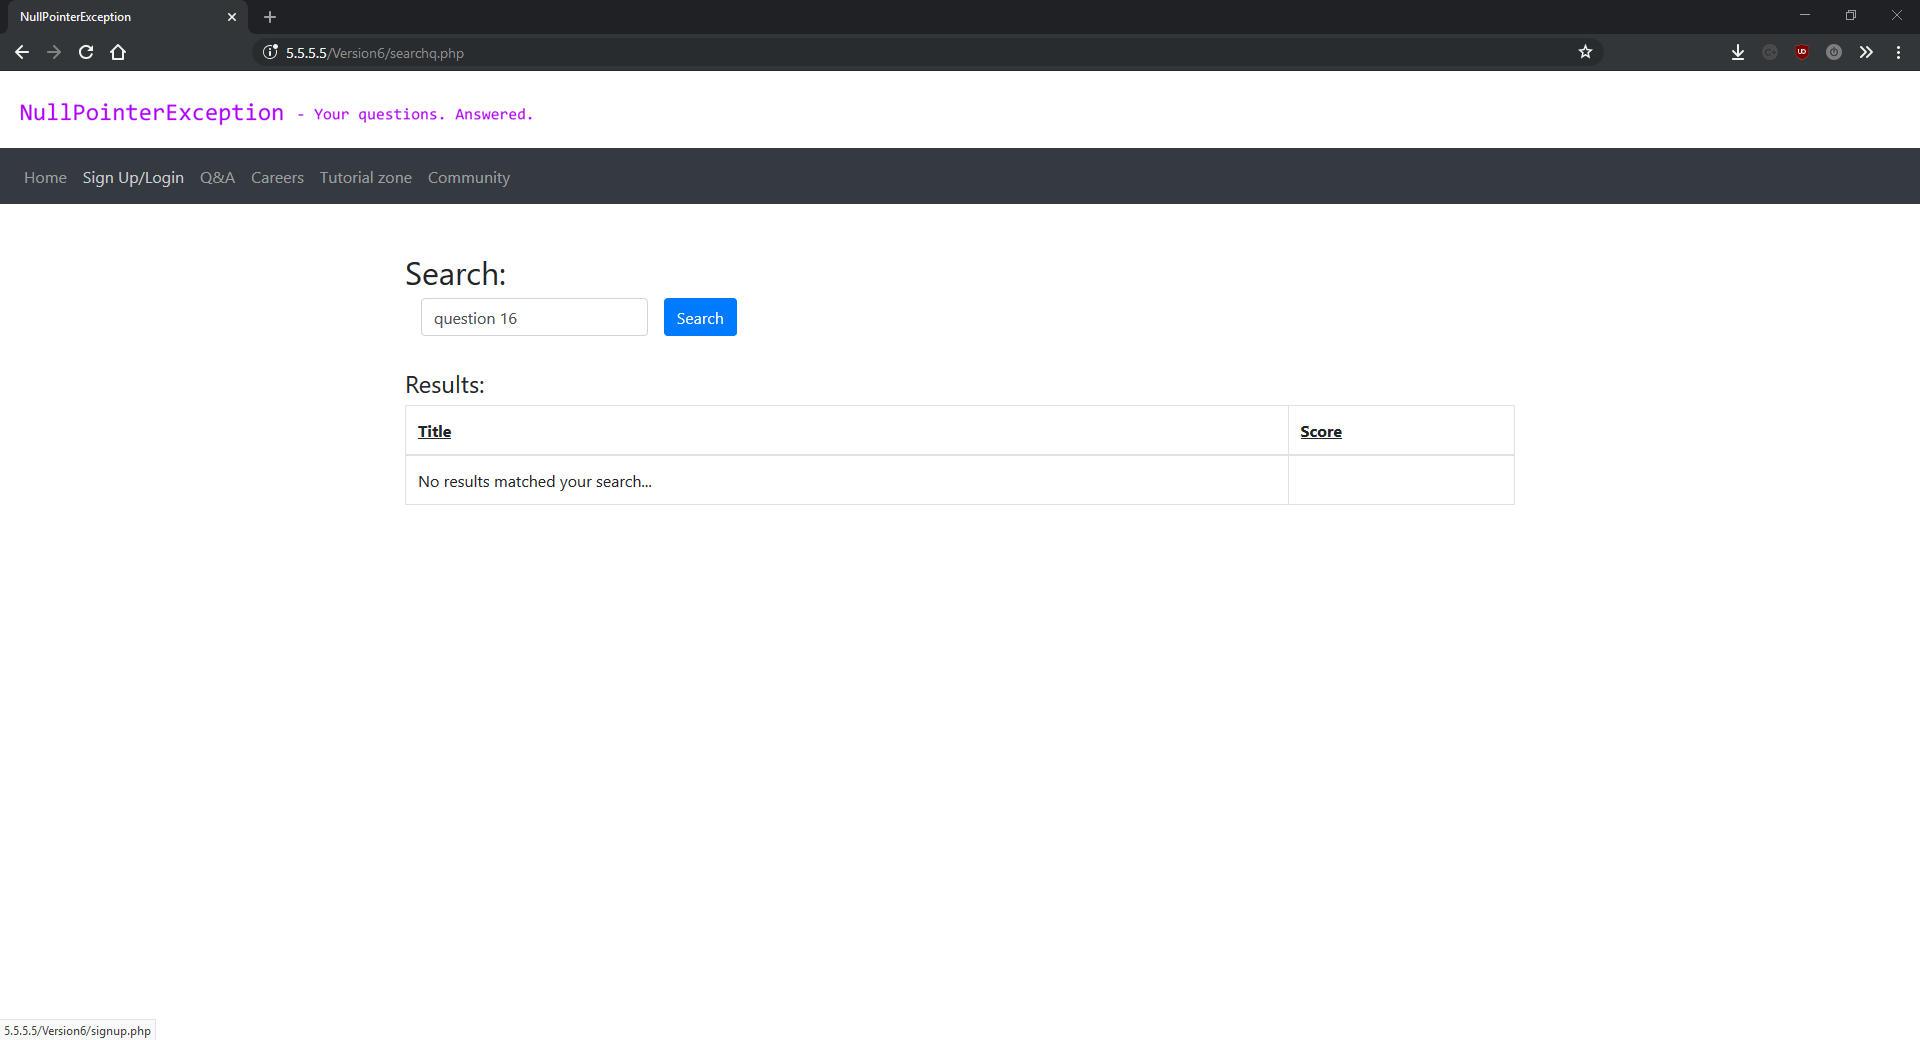 NullPointerException
5.5.5.5/Version6/searchq.php
NullPointerException - Your questions. Answered.
Home Sign Up/Login Q&A Careers Tutorial zone Community
Search:
question 16 Search
Results:
Title Score
No results matched your search...
5.5.5.5/Version6/signup.php